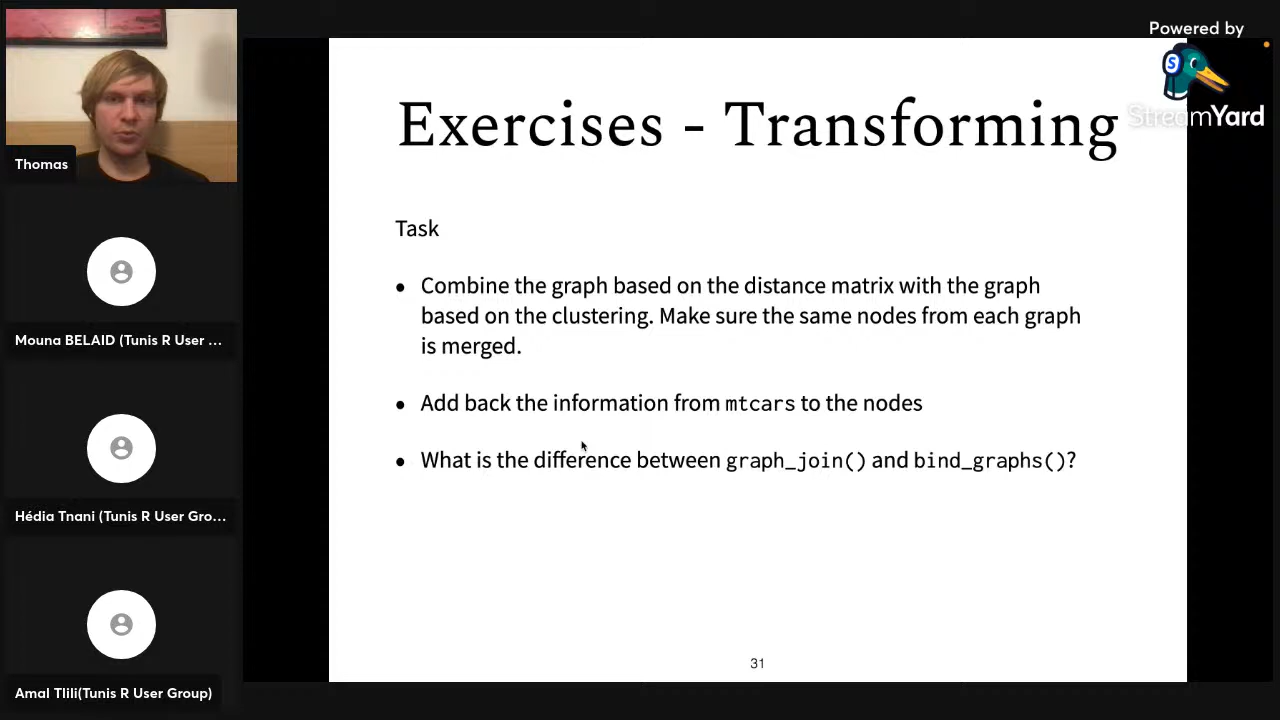 Powered by
StreamYard
Thomas
Mouna BELAID (Tunis R User ...
Hédia Tnani (Tunis R User Gro...
Amal Tlili(Tunis R User Group)
Exercises - Transforming
Task
• Combine the graph based on the distance matrix with the graph
based on the clustering. Make sure the same nodes from each graph
is merged.
• Add back the information from mtcars to the nodes
• What is the difference between graph_join() and bind_graphs()?
31